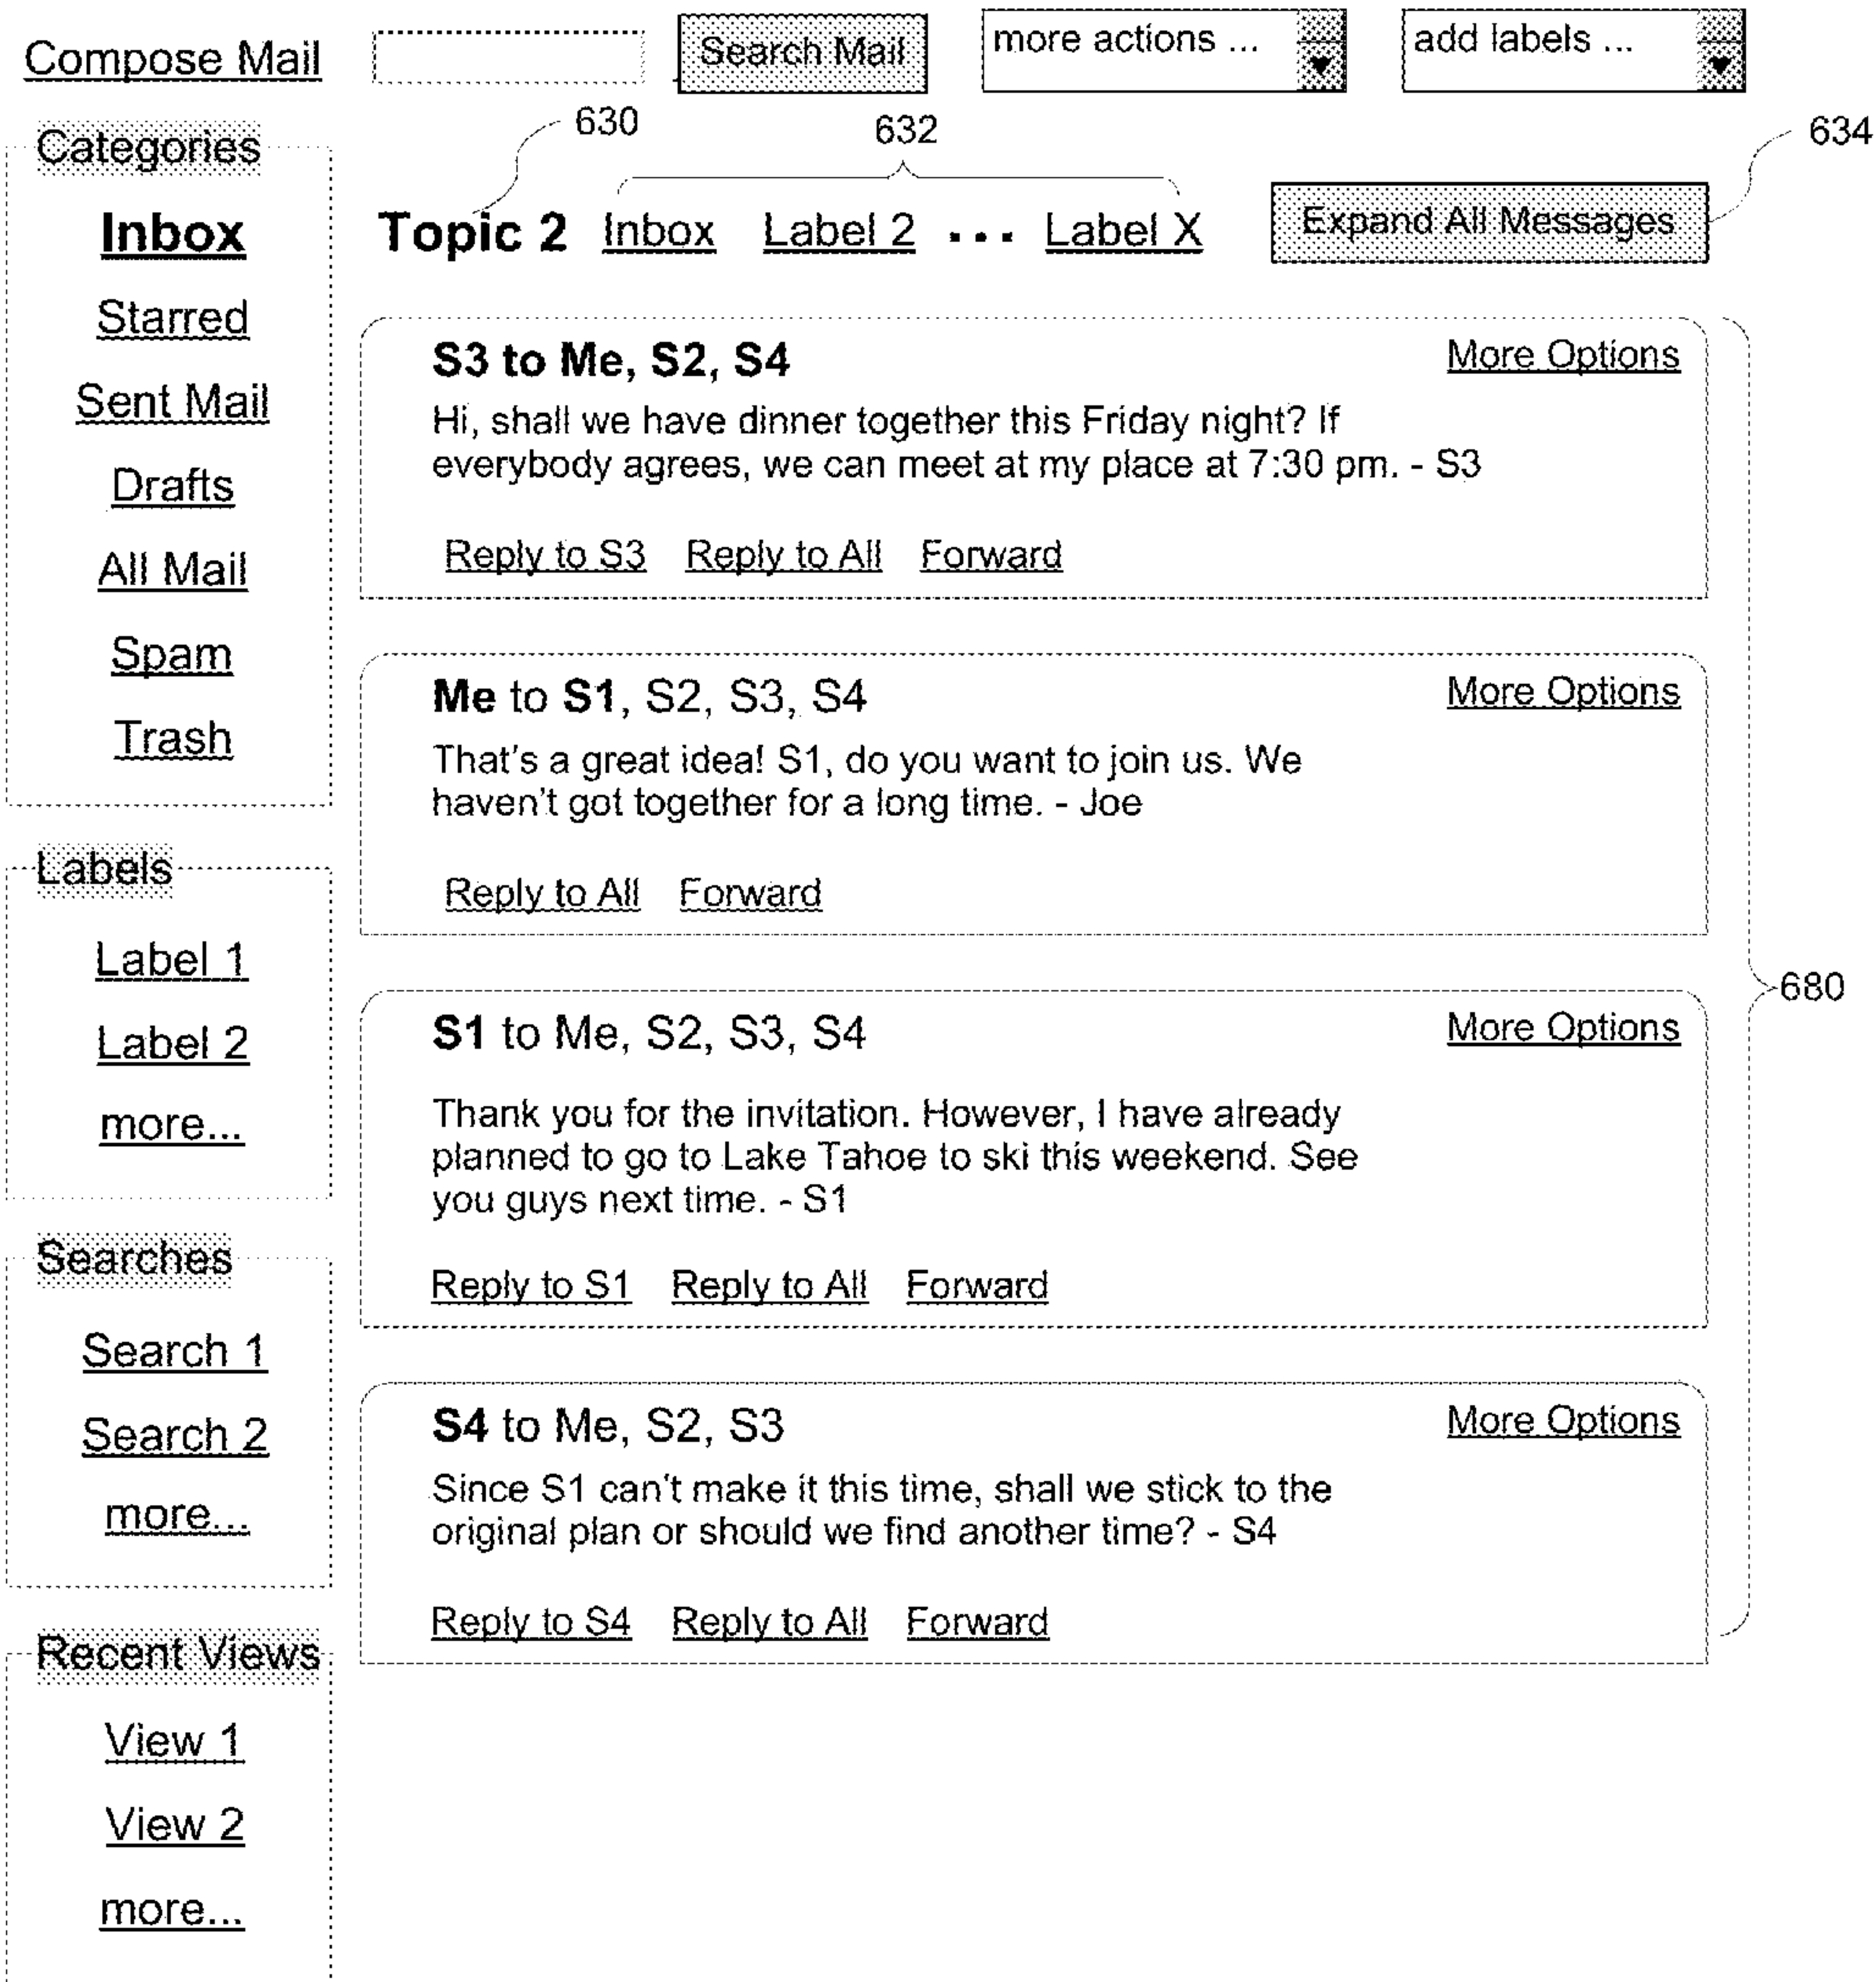 Compose Mail
Search Mail
more actions ...
add labels ...
630
632
634
Categories
Inbox
Starred
Sent Mail
Drafts
All Mail
Spam
Trash
Labels
Label 1
Label 2
more...
Searches
Search 1
Search 2
more...
Recent Views
View 1
View 2
more...
Topic 2 Inbox Label 2 ... Label X
Expand All Messages
S3 to Me, S2, S4
More Options
Hi, shall we have dinner together this Friday night? If
everybody agrees, we can meet at my place at 7:30 pm. - S3
Reply to S3 Reply to All Forward
Me to S1, S2, S3, S4
More Options
That's a great idea! S1, do you want to join us. We
haven't got together for a long time. - Joe
Reply to All Forward
S1 to Me, S2, S3, S4
More Options
Thank you for the invitation. However, I have already
planned to go to Lake Tahoe to ski this weekend. See
you guys next time. - S1
Reply to S1 Reply to All Forward
S4 to Me, S2, S3
More Options
Since S1 can't make it this time, shall we stick to the
original plan or should we find another time? - S4
Reply to S4 Reply to All Forward
680